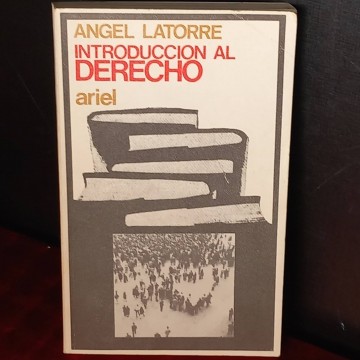 ANGEL LATORRE
INTRODUCCION AL
DERECHO
ariel